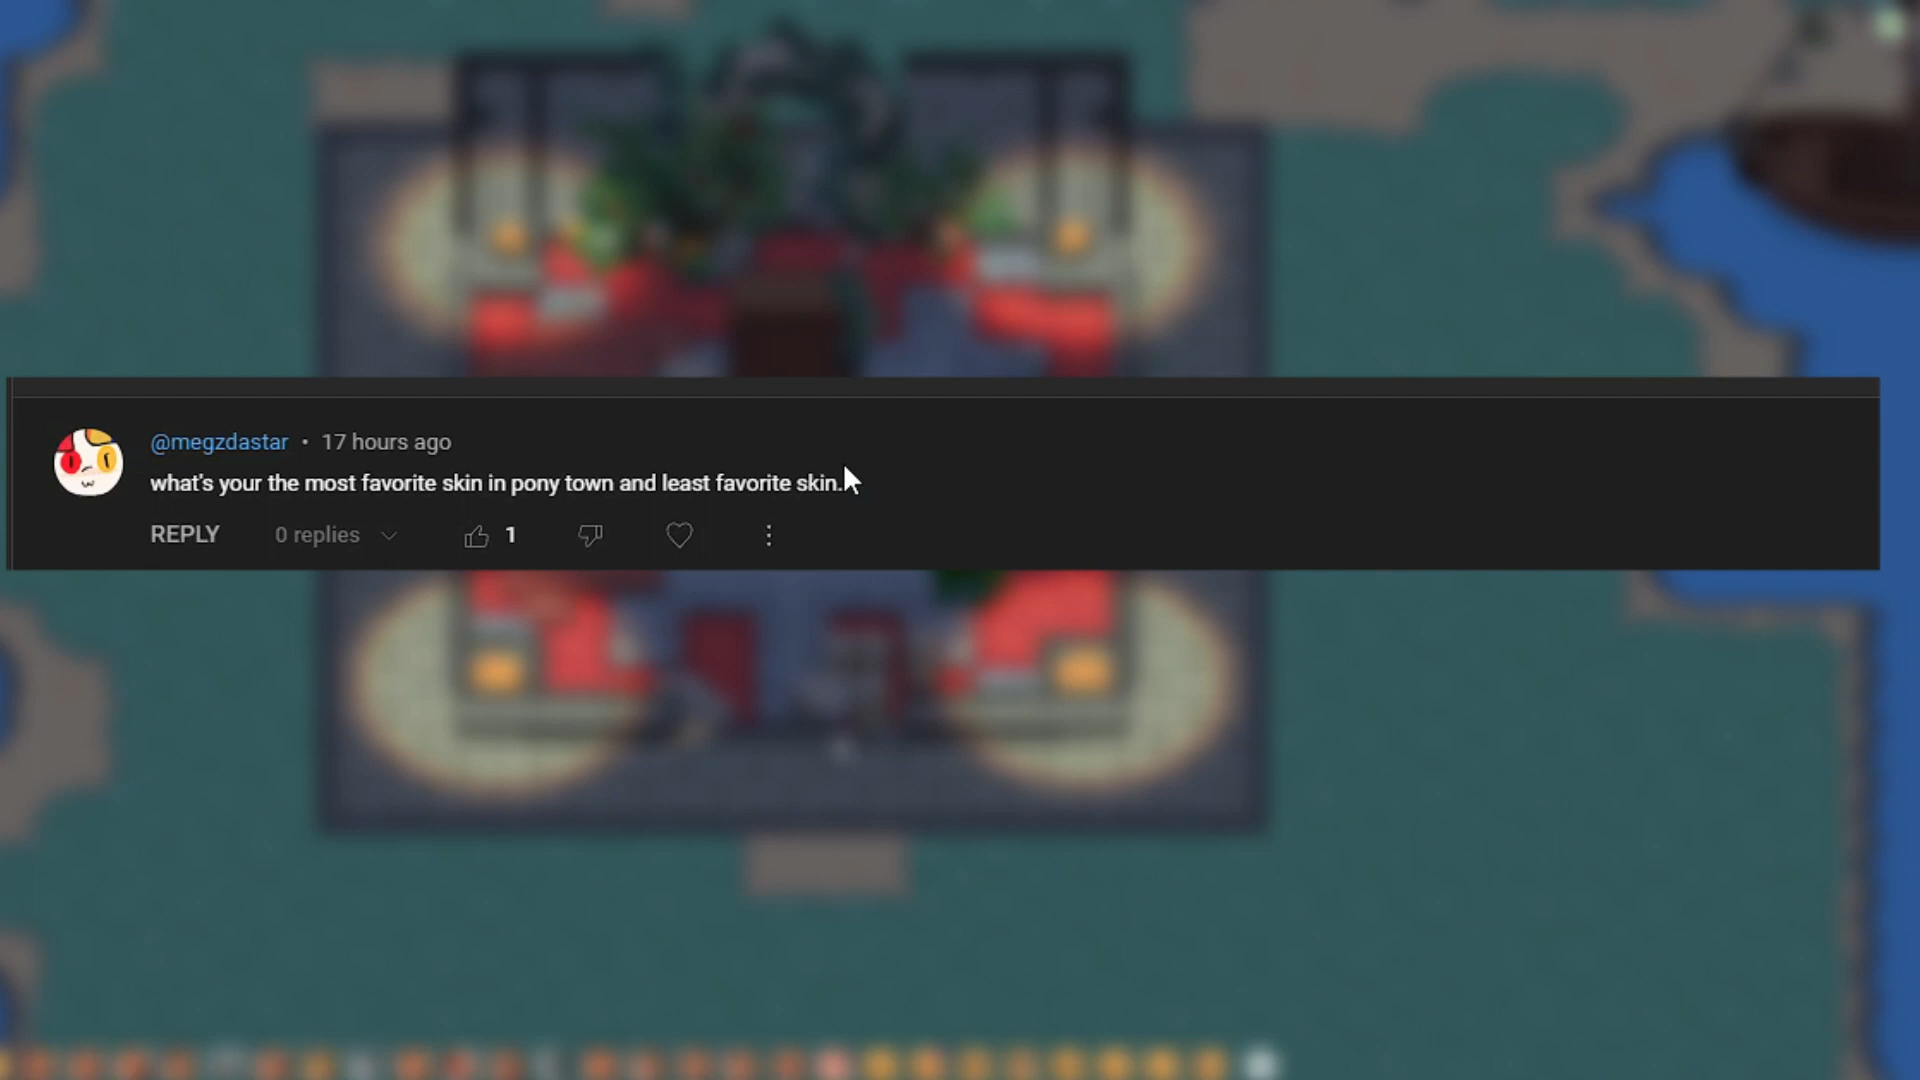 @megzdastar • 17 hours ago
what's your the most favorite skin in pony town and least favorite skin.
REPLY 0 replies 1